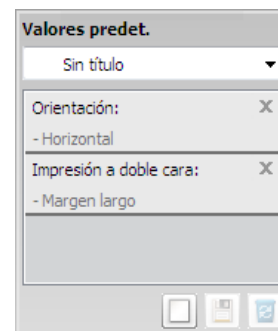 Valores predet.
Sin título
Orientación:
- Horizontal
Impresión a doble cara:
- Margen largo